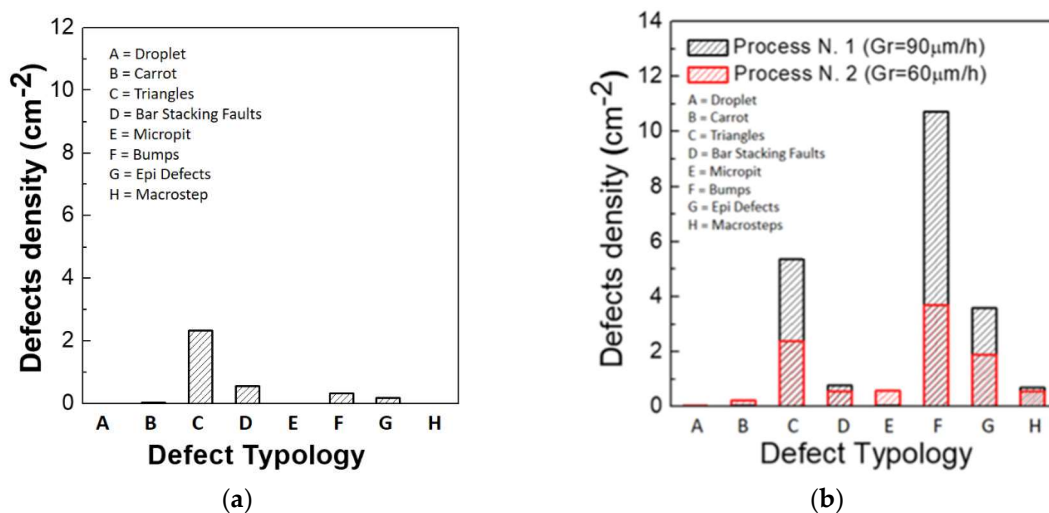 12
10
8
6
4
2
0
Defects density (cm-2)
A = Droplet
B = Carrot
C = Triangles
D = Bar Stacking Faults
E = Micropit
F = Bumps
G = Epi Defects
H = Macrostep
A B C D E F G H
Defect Typology
(a)
14
12
10
8
6
4
2
0
Defects density (cm-2)
Process N. 1 (Gr=90μm/h)
Process N. 2 (Gr=60μm/h)
A = Droplet
B = Carrot
C = Triangles
D = Bar Stacking Faults
E = Micropit
F = Bumps
G = Epi Defects
H = Macrosteps
A B C D E F G H
Defect Typology
(b)